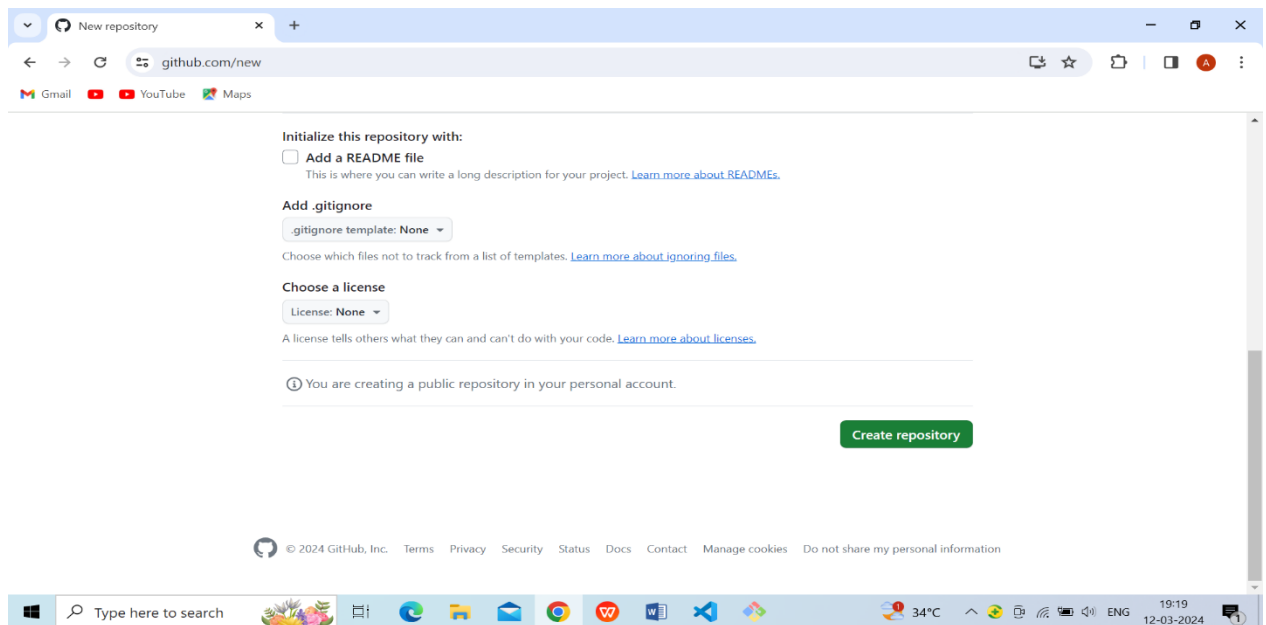 New repository
github.com/new
A
Gmail YouTube Maps
Initialize this repository with:
Add a README file
This is where you can write a long description for your project. Learn more about READMEs.
Add .gitignore
.gitignore template: None
Choose which files not to track from a list of templates. Learn more about ignoring files.
Choose a license
License: None
A license tells others what they can and can't do with your code. Learn more about licenses.
You are creating a public repository in your personal account.
Create repository
© 2024 GitHub, Inc. Terms Privacy Security Status Docs Contact Manage cookies Do not share my personal information
Type here to search W 1 34°C ENG 19:19 1
12-03-2024